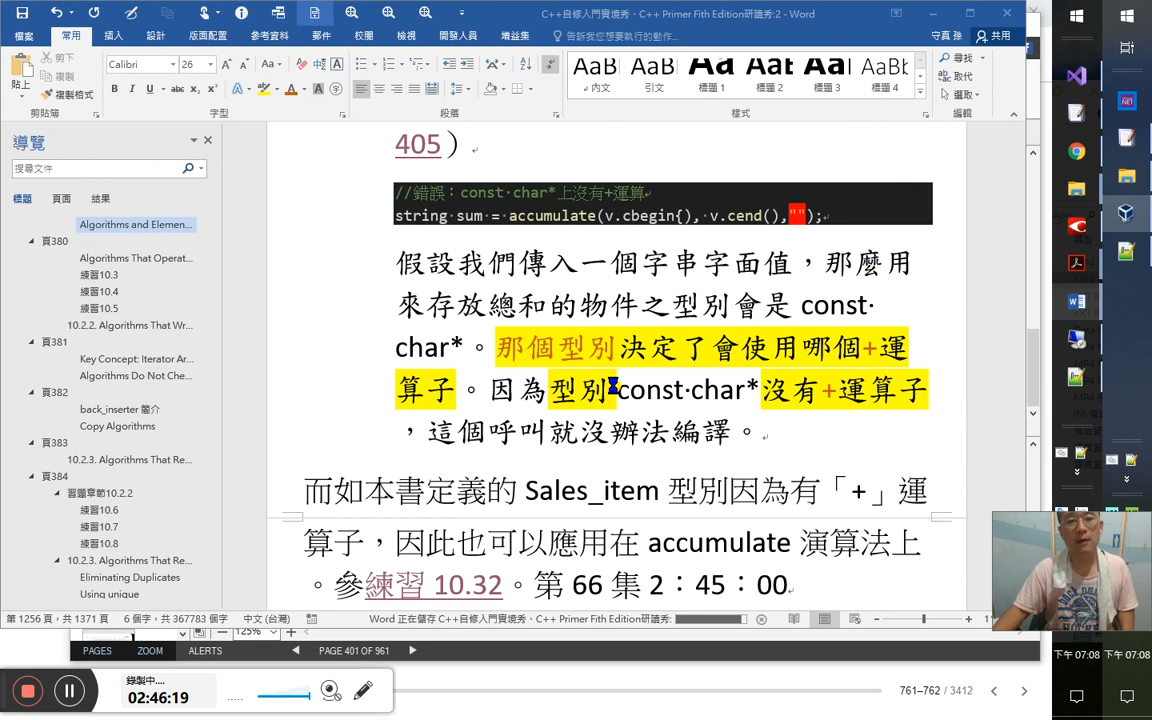 C++自修入門實境秀、C++ Primer Fith Edition研讀秀:2 - Word
檔案 常用 插入 設計 版面配置 參考資料 郵件 校閱 檢視 開發人員 增益集 告訴我您想要執行的動作... 守真 孫 共用
貼上 剪下 複製 複製格式
Calibri 26
AaB AaB AaB AaB AaB AaBb
內文 引文 標題 1 標題 2 標題 3 標題 4
尋找 取代 選取
剪貼簿 字型 段落 樣式 編輯
導覽
搜尋文件
標題 頁面 結果
Algorithms and Elemen...
頁380
Algorithms That Operat...
練習10.3
練習10.4
練習10.5
10.2.2. Algorithms That Wr...
頁381
Key Concept: Iterator Ar...
Algorithms Do Not Che...
頁382
back_inserter 簡介
Copy Algorithms
頁383
10.2.3. Algorithms That Re...
頁384
習題章節10.2.2
練習10.6
練習10.7
練習10.8
10.2.3. Algorithms That Re...
Eliminating Duplicates
Using unique
405）
//錯誤：const·char*上沒有+運算
string sum = accumulate(v.cbegin{), v.cend(),"");
假設我們傳入一個字串字面值，那麼用
來存放總和的物件之型別會是 const·
char*。那個型別決定了會使用哪個+運
算子。因為型別const·char*沒有+運算子
，這個呼叫就沒辦法編譯。
而如本書定義的 Sales_item 型別因為有「+」運
算子，因此也可以應用在 accumulate 演算法上
。參練習 10.32。第 66 集 2：45：00
第 1256 頁，共 1371 頁 6 個字，共 367783 個字 中文 (台灣) Word 正在儲存 C++自修入門實境秀、C++ Primer Fith Edition研讀秀:
125%
PAGES ZOOM ALERTS PAGE 401 OF 961
錄製中....
02:46:19
761–762 / 3412
下午 07:08 下午 07:08